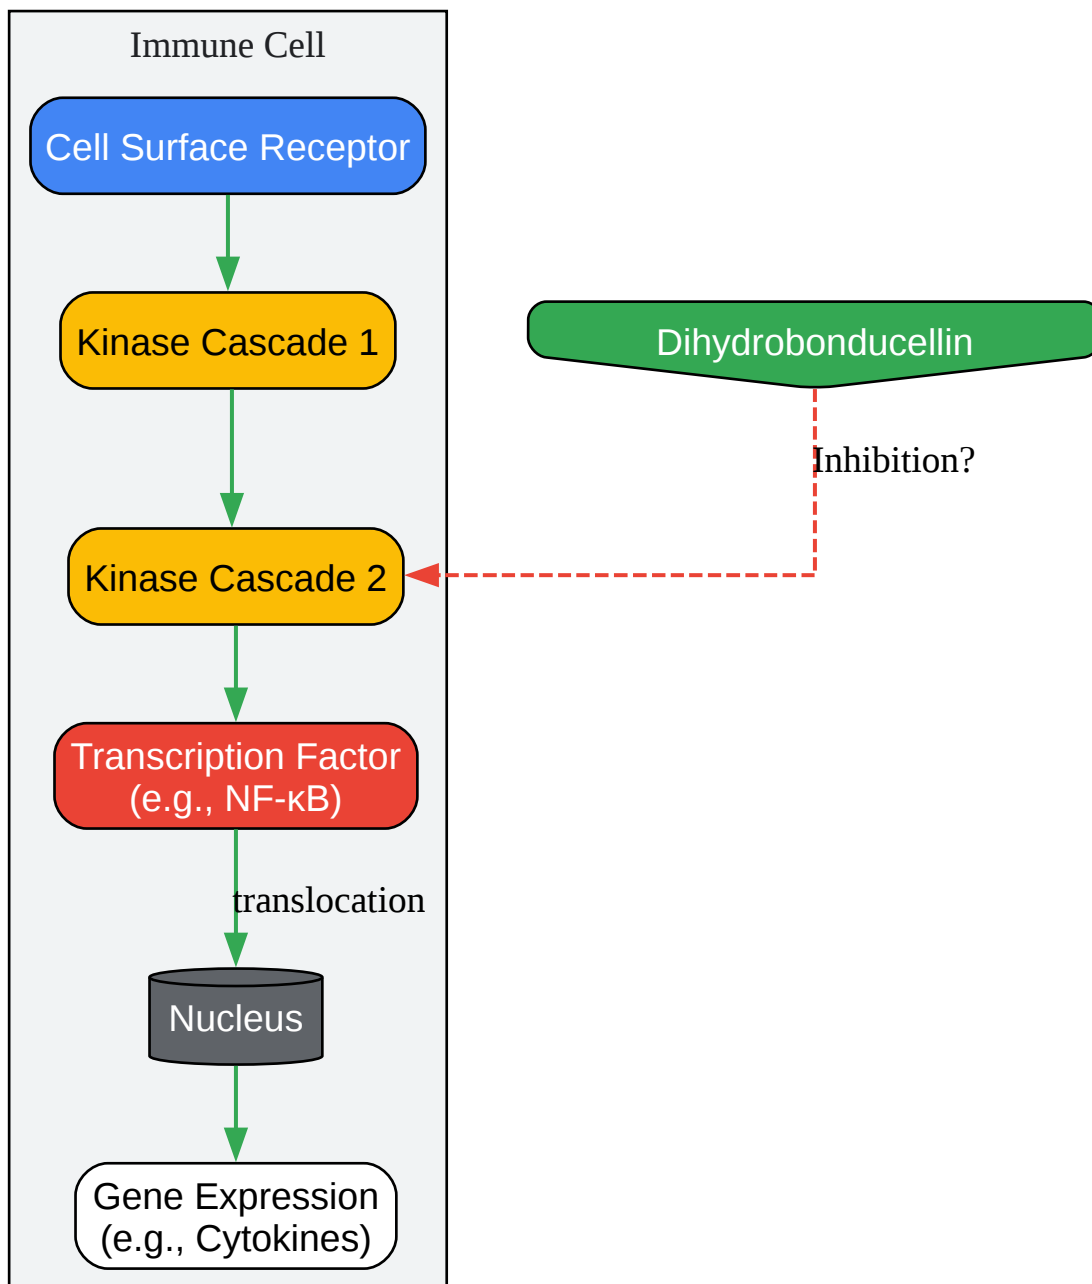 Immune Cell
Cell Surface Receptor
Kinase Cascade 1
Dihydrobonducellin
Inhibition?
Kinase Cascade 2
Transcription Factor
(e.g., NF-κB)
translocation
Nucleus
Gene Expression
(e.g., Cytokines)